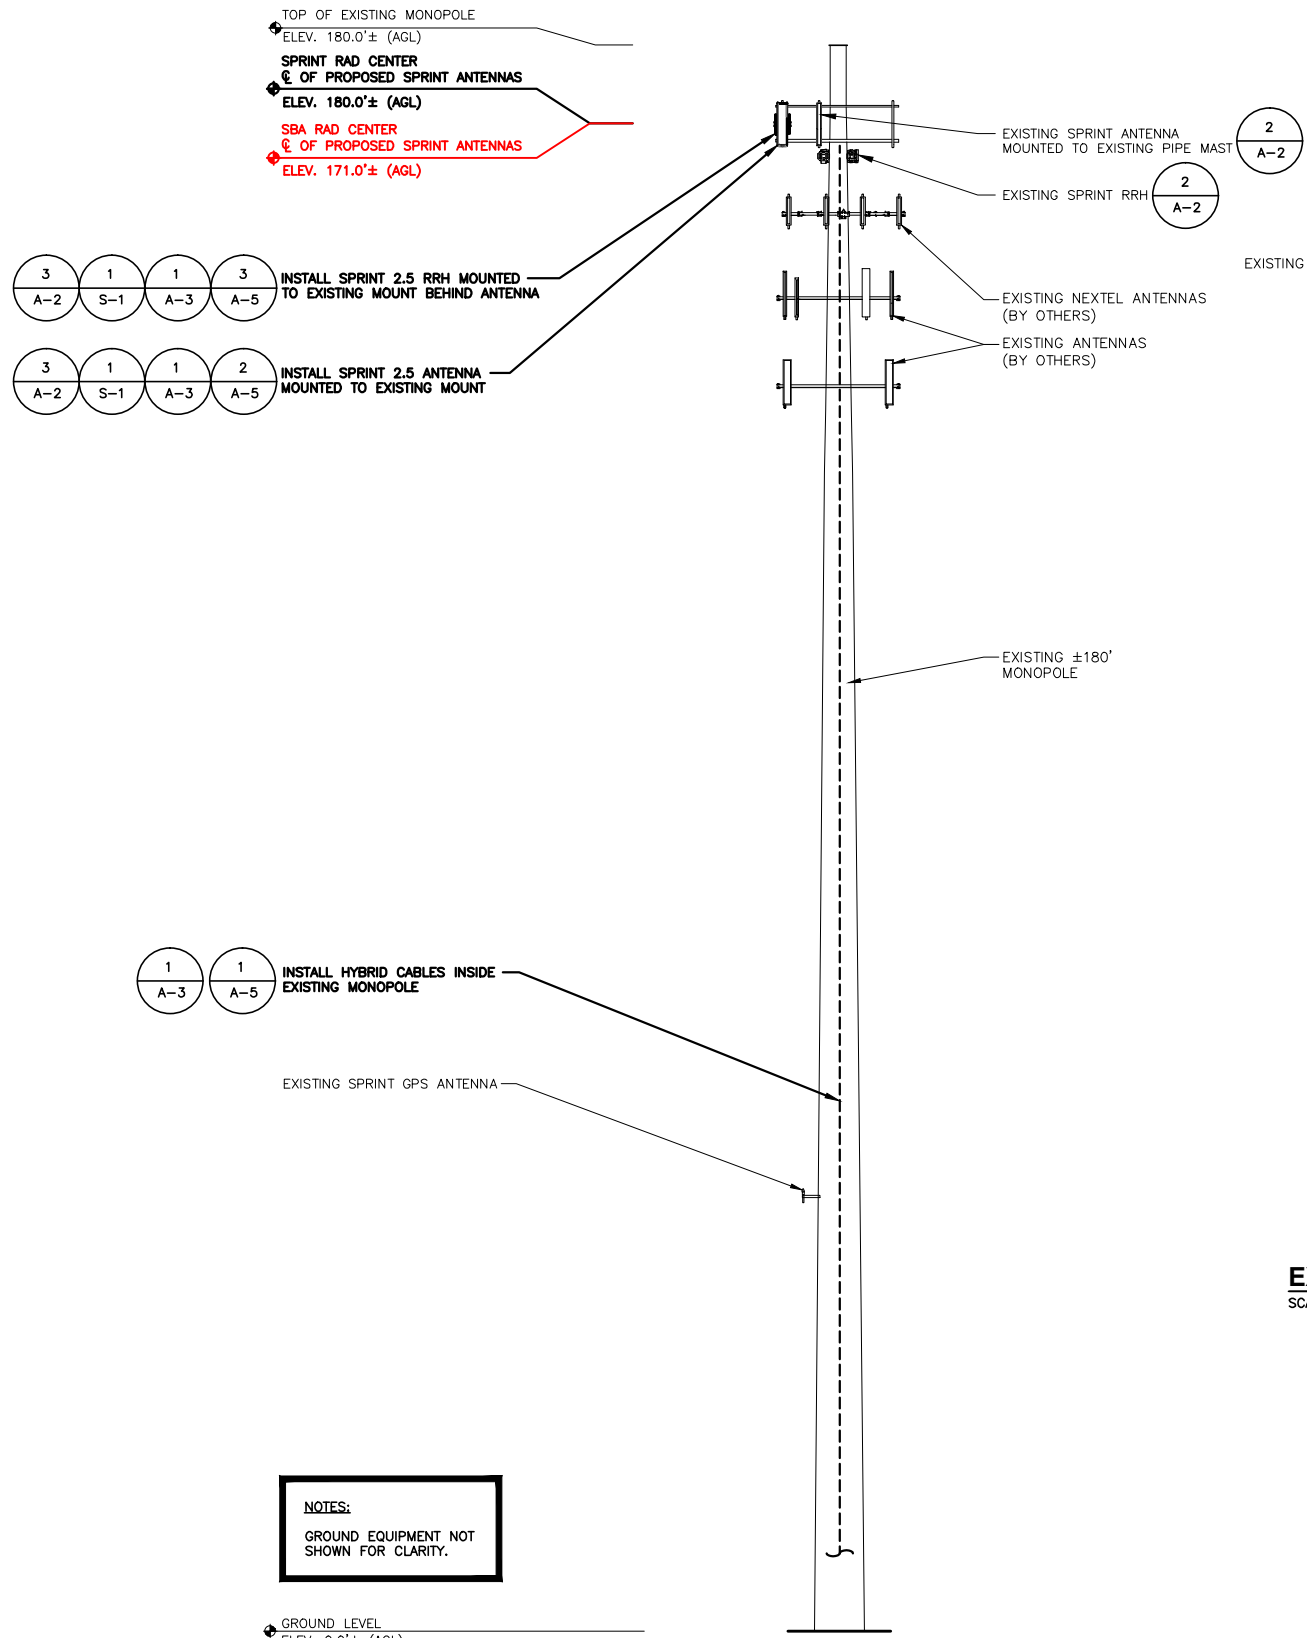 TOP OF EXISTING MONOPOLE
ELEV. 180.0'± (AGL)
SPRINT RAD CENTER
℄ OF PROPOSED SPRINT ANTENNAS
ELEV. 180.0'± (AGL)
SBA RAD CENTER
℄ OF PROPOSED SPRINT ANTENNAS
ELEV. 171.0'± (AGL)
EXISTING SPRINT ANTENNA
MOUNTED TO EXISTING PIPE MAST
2
A-2
EXISTING SPRINT RRH
2
A-2
EXISTING
3
A-2
1
S-1
1
A-3
3
A-5
INSTALL SPRINT 2.5 RRH MOUNTED
TO EXISTING MOUNT BEHIND ANTENNA
EXISTING NEXTEL ANTENNAS
(BY OTHERS)
EXISTING ANTENNAS
(BY OTHERS)
3
A-2
1
S-1
1
A-3
2
A-5
INSTALL SPRINT 2.5 ANTENNA
MOUNTED TO EXISTING MOUNT
EXISTING ±180'
MONOPOLE
1
A-3
1
A-5
INSTALL HYBRID CABLES INSIDE
EXISTING MONOPOLE
EXISTING SPRINT GPS ANTENNA
NOTES:
GROUND EQUIPMENT NOT
SHOWN FOR CLARITY.
GROUND LEVEL